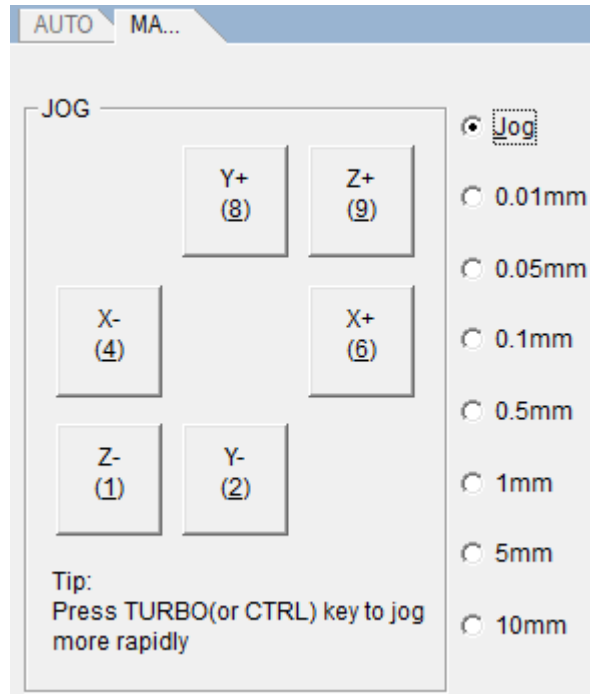 AUTO
MA...
JOG
Jog
Y+
(8)
Z+
(9)
0.01mm
0.05mm
X-
(4)
X+
(6)
0.1mm
0.5mm
Z-
(1)
Y-
(2)
1mm
5mm
Tip:
Press TURBO(or CTRL) key to jog
more rapidly
10mm